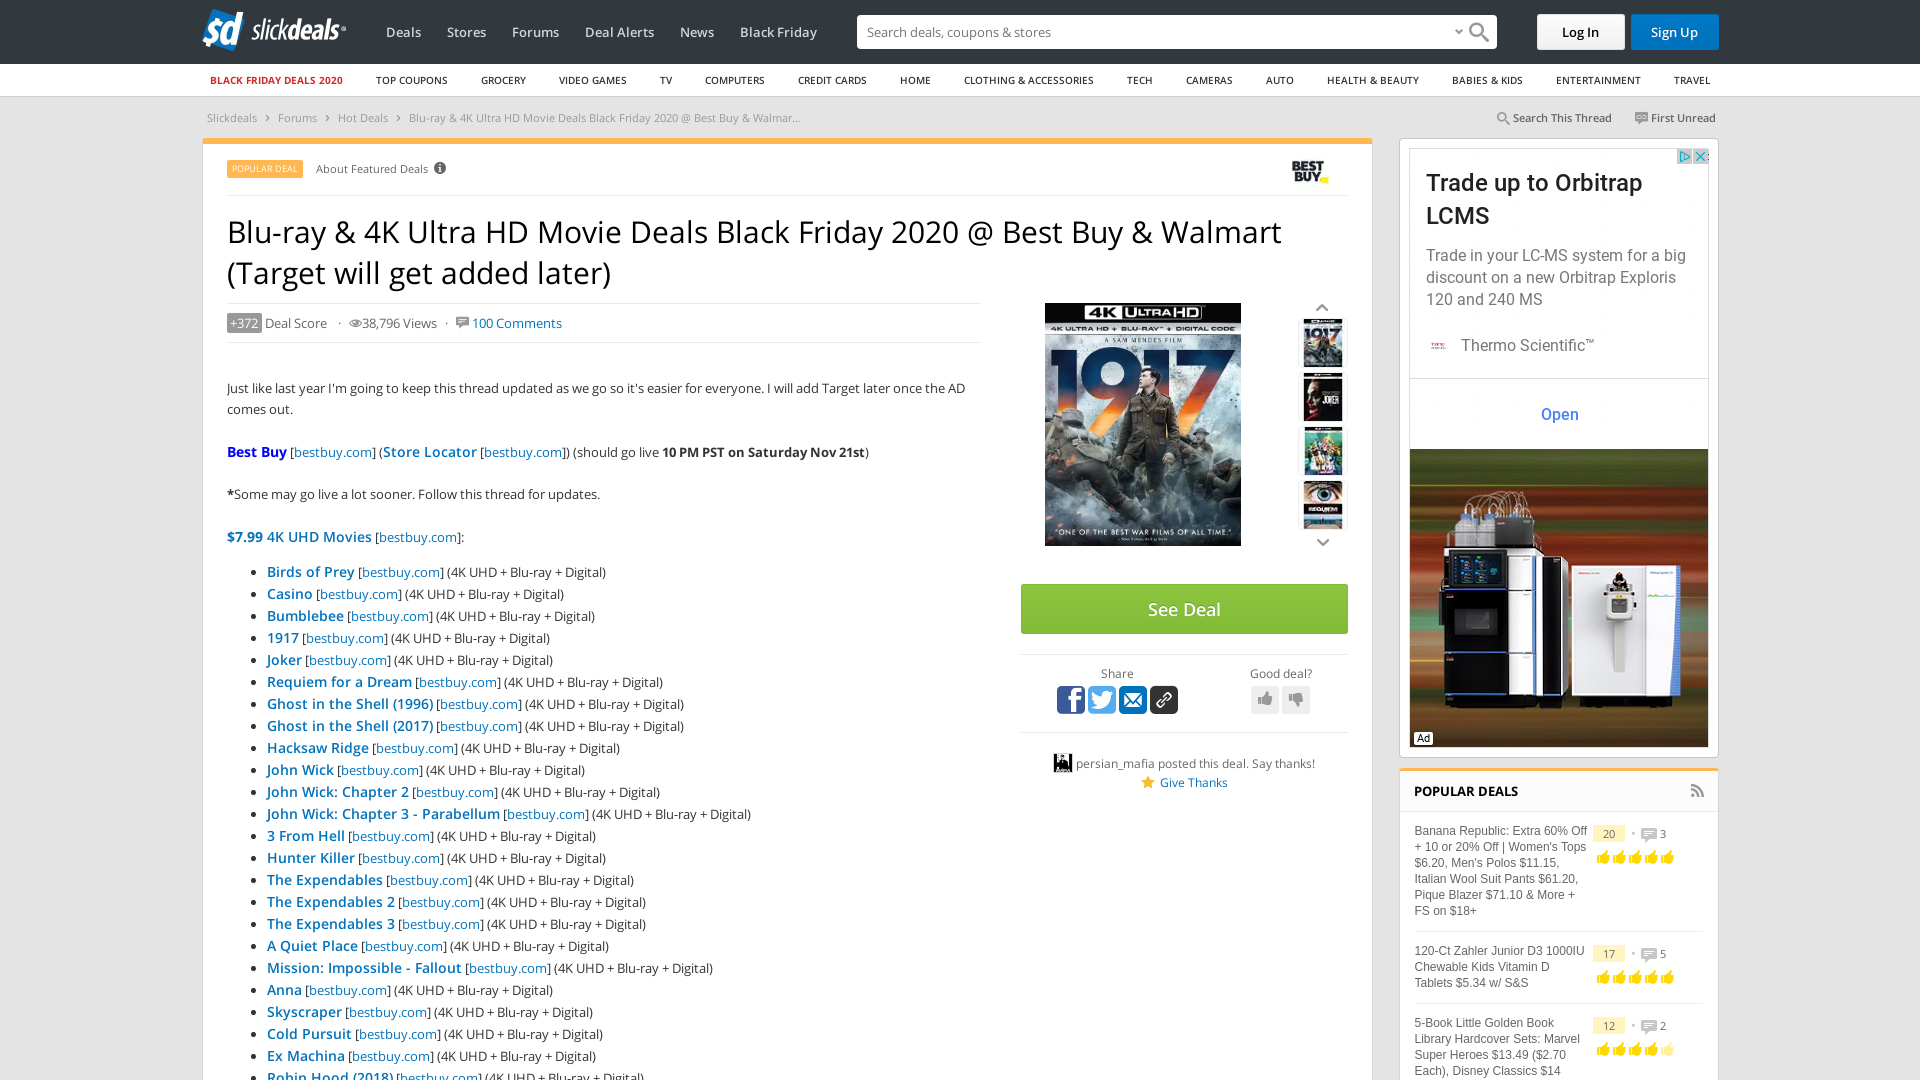 slickdeals
Deals Stores Forums Deal Alerts News Black Friday
Search deals, coupons & stores
Log In Sign Up
BLACK FRIDAY DEALS 2020 TOP COUPONS GROCERY VIDEO GAMES TV COMPUTERS CREDIT CARDS HOME CLOTHING & ACCESSORIES TECH CAMERAS AUTO HEALTH & BEAUTY BABIES & KIDS ENTERTAINMENT TRAVEL
Slickdeals > Forums > Hot Deals > Blu-ray & 4K Ultra HD Movie Deals Black Friday 2020 @ Best Buy & Walmar...
Search This Thread First Unread
POPULAR DEAL About Featured Deals
BEST
BUY
Blu-ray & 4K Ultra HD Movie Deals Black Friday 2020 @ Best Buy & Walmart
(Target will get added later)
+372 Deal Score · 38,796 Views · 100 Comments
Just like last year I'm going to keep this thread updated as we go so it's easier for everyone. I will add Target later once the AD
comes out.
Best Buy [bestbuy.com] (Store Locator [bestbuy.com]) (should go live 10 PM PST on Saturday Nov 21st)
*Some may go live a lot sooner. Follow this thread for updates.
$7.99 4K UHD Movies [bestbuy.com]:
• Birds of Prey [bestbuy.com] (4K UHD + Blu-ray + Digital)
• Casino [bestbuy.com] (4K UHD + Blu-ray + Digital)
• Bumblebee [bestbuy.com] (4K UHD + Blu-ray + Digital)
• 1917 [bestbuy.com] (4K UHD + Blu-ray + Digital)
• Joker [bestbuy.com] (4K UHD + Blu-ray + Digital)
• Requiem for a Dream [bestbuy.com] (4K UHD + Blu-ray + Digital)
• Ghost in the Shell (1996) [bestbuy.com] (4K UHD + Blu-ray + Digital)
• Ghost in the Shell (2017) [bestbuy.com] (4K UHD + Blu-ray + Digital)
• Hacksaw Ridge [bestbuy.com] (4K UHD + Blu-ray + Digital)
• John Wick [bestbuy.com] (4K UHD + Blu-ray + Digital)
• John Wick: Chapter 2 [bestbuy.com] (4K UHD + Blu-ray + Digital)
• John Wick: Chapter 3 - Parabellum [bestbuy.com] (4K UHD + Blu-ray + Digital)
• 3 From Hell [bestbuy.com] (4K UHD + Blu-ray + Digital)
• Hunter Killer [bestbuy.com] (4K UHD + Blu-ray + Digital)
• The Expendables [bestbuy.com] (4K UHD + Blu-ray + Digital)
• The Expendables 2 [bestbuy.com] (4K UHD + Blu-ray + Digital)
• The Expendables 3 [bestbuy.com] (4K UHD + Blu-ray + Digital)
• A Quiet Place [bestbuy.com] (4K UHD + Blu-ray + Digital)
• Mission: Impossible - Fallout [bestbuy.com] (4K UHD + Blu-ray + Digital)
• Anna [bestbuy.com] (4K UHD + Blu-ray + Digital)
• Skyscraper [bestbuy.com] (4K UHD + Blu-ray + Digital)
• Cold Pursuit [bestbuy.com] (4K UHD + Blu-ray + Digital)
• Ex Machina [bestbuy.com] (4K UHD + Blu-ray + Digital)
• Robin Hood (2018) [bestbuy.com] (4K UHD + Blu-ray + Digital)
4K ULTRA HD
4K ULTRA HD + BLU-RAY + DIGITAL CODE
A SAM MENDES FILM
1917
"ONE OF THE BEST WAR FILMS OF ALL TIME."
1917
JOKER
REQUIEM
See Deal
Share Good deal?
persian_mafia posted this deal. Say thanks!
Give Thanks
Trade up to Orbitrap
LCMS
Trade in your LC-MS system for a big
discount on a new Orbitrap Exploris
120 and 240 MS
Thermo Scientific™
Open
Ad
POPULAR DEALS
Banana Republic: Extra 60% Off
+ 10 or 20% Off | Women's Tops
$6.20, Men's Polos $11.15,
Italian Wool Suit Pants $61.20,
Pique Blazer $71.10 & More +
FS on $18+
20 · 3
120-Ct Zahler Junior D3 1000IU
Chewable Kids Vitamin D
Tablets $5.34 w/ S&S
17 · 5
5-Book Little Golden Book
Library Hardcover Sets: Marvel
Super Heroes $13.49 ($2.70
Each), Disney Classics $14
12 · 2